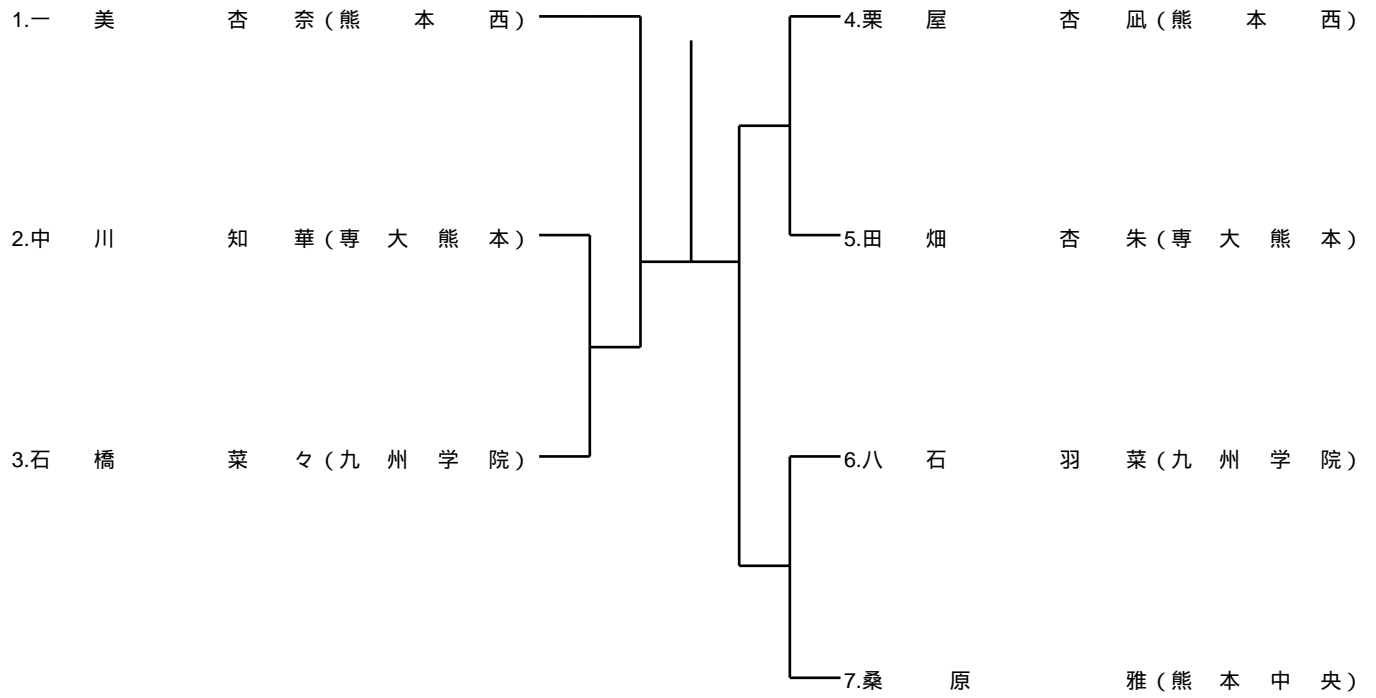 1.一美 杏奈(熊本西)
2.中川 知華(専大熊本)
3.石橋 菜々(九州学院)
4.栗屋 杏凪(熊本西)
5.田畑 杏朱(専大熊本)
6.八石 羽菜(九州学院)
7.桑原 雅(熊本中央)